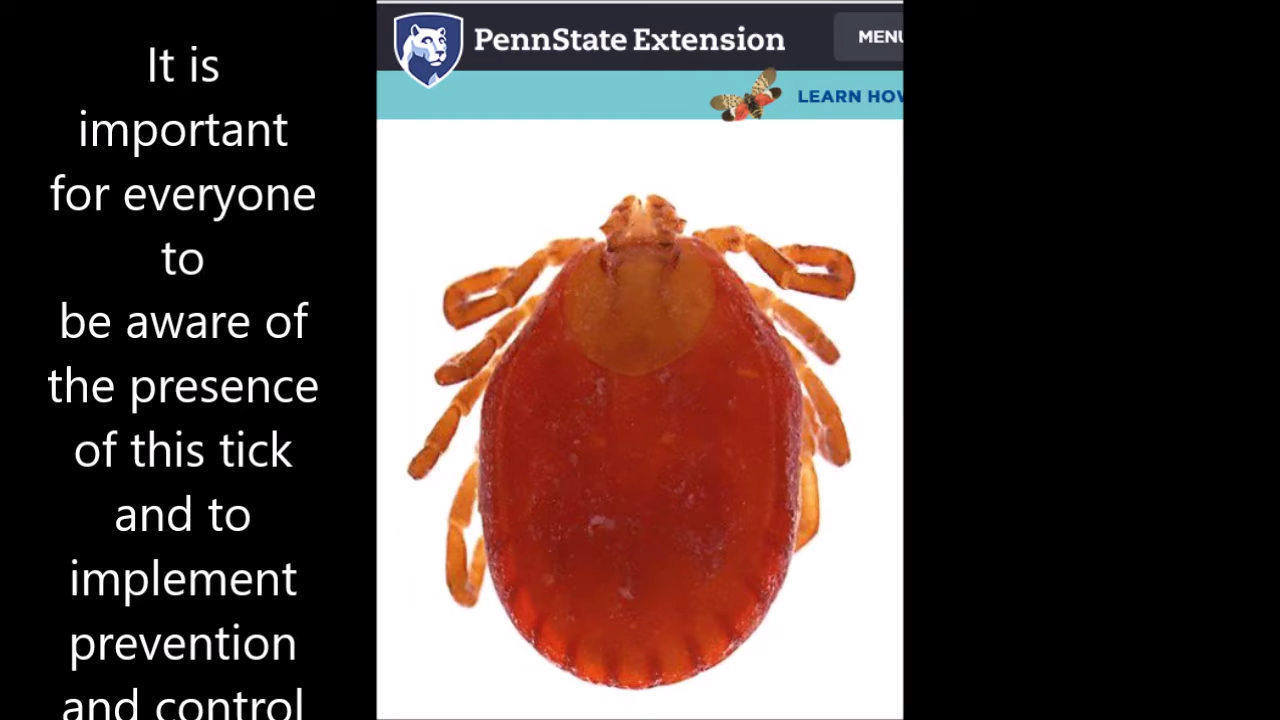 It is
important
for everyone
to
be aware of
the presence
of this tick
and to
implement
prevention
and control
PennState Extension
MENU
LEARN HOW